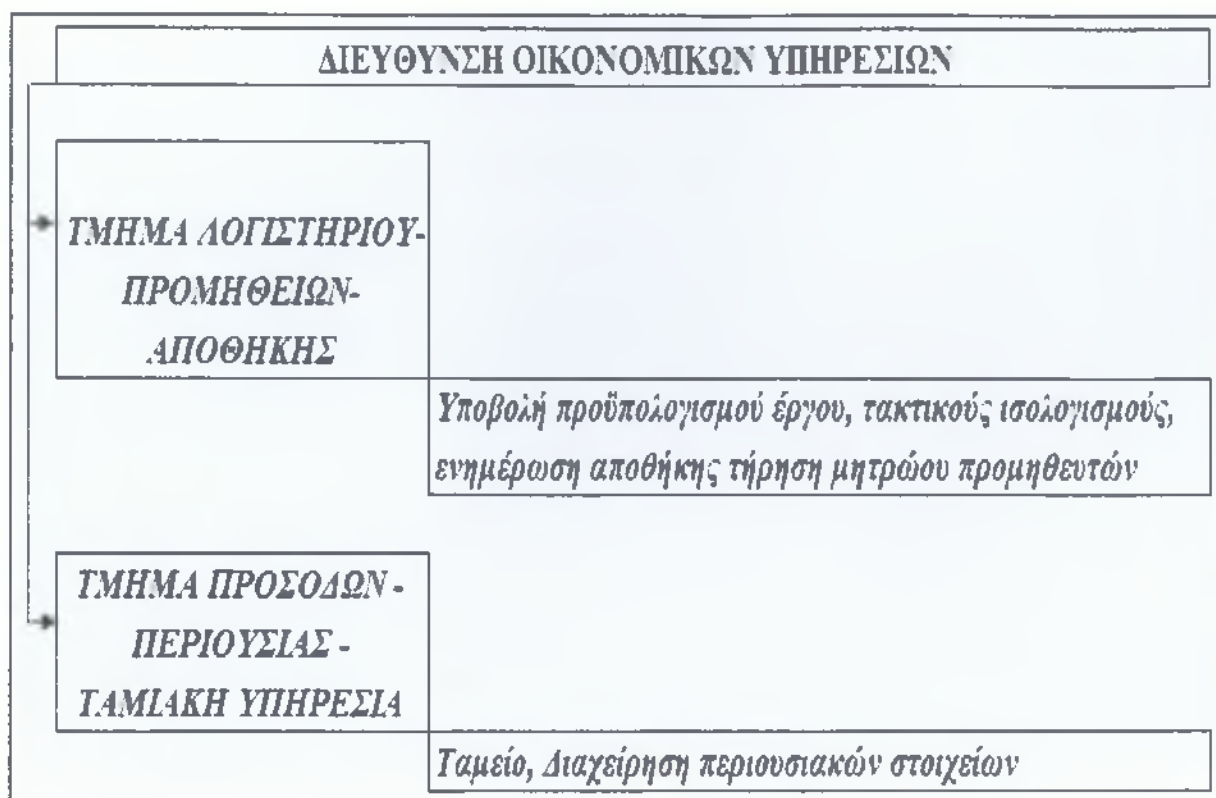 ΔΙΕΥΘΥΝΣΗ ΟΙΚΟΝΟΜΙΚΩΝ ΥΠΗΡΕΣΙΩΝ
ΤΜΗΜΑ ΛΟΓΙΣΤΗΡΙΟΥ-
ΠΡΟΜΗΘΕΙΩΝ-
ΑΠΟΘΗΚΗΣ
Υποβολή προϋπολογισμού έργου, τακτικούς ισολογισμούς,
ενημέρωση αποθήκης τήρηση μητρώου προμηθευτών
ΤΜΗΜΑ ΠΡΟΣΟΔΩΝ -
ΠΕΡΙΟΥΣΙΑΣ -
ΤΑΜΙΑΚΗ ΥΠΗΡΕΣΙΑ
Ταμείο, Διαχείρηση περιουσιακών στοιχείων